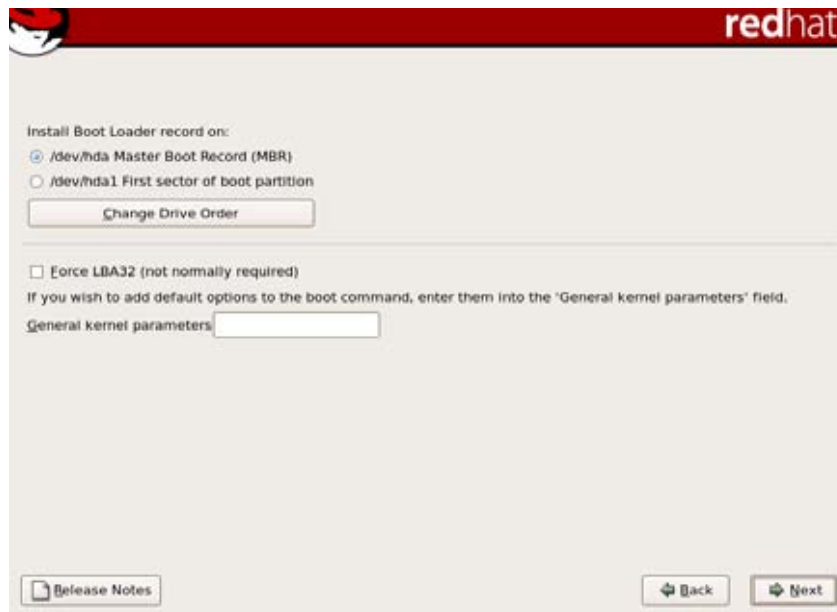 redhat
Install Boot Loader record on:
/dev/hda Master Boot Record (MBR)
/dev/hda1 First sector of boot partition
Change Drive Order
Force LBA32 (not normally required)
If you wish to add default options to the boot command, enter them into the 'General kernel parameters' field.
General kernel parameters
Release Notes
Back
Next